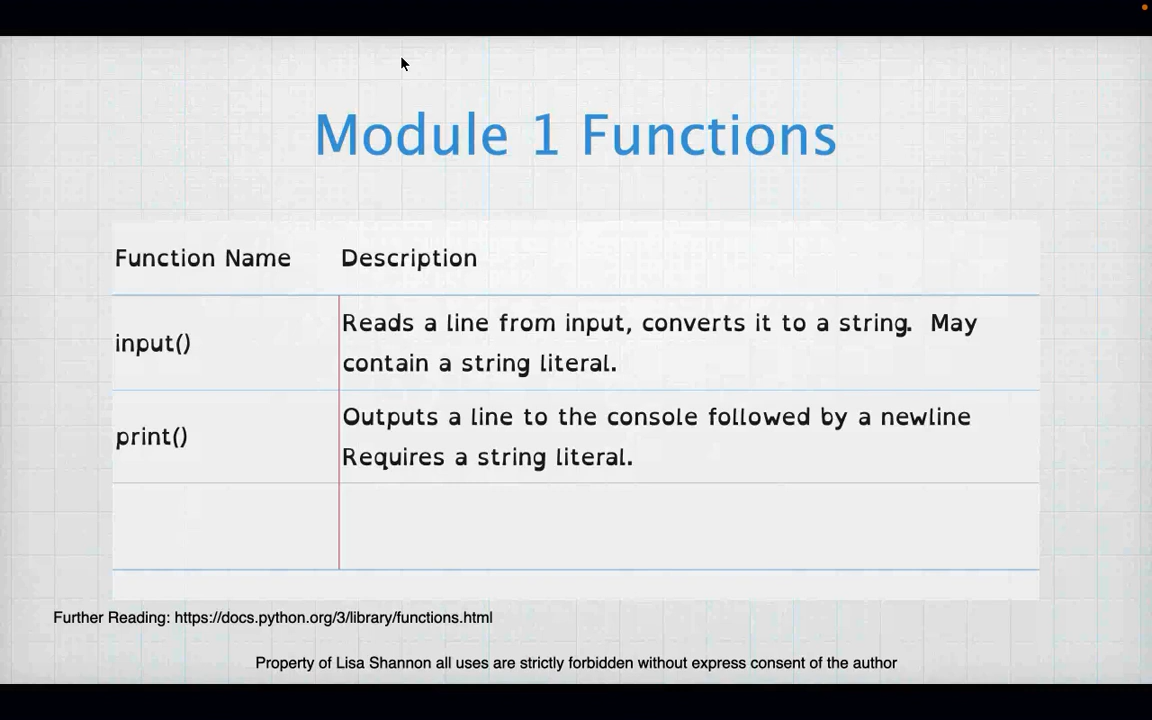 Module 1 Functions
Function Name Description
input()
Reads a line from input, converts it to a string. May
contain a string literal.
print()
Outputs a line to the console followed by a newline
Requires a string literal.
Further Reading: https://docs.python.org/3/library/functions.html
Property of Lisa Shannon all uses are strictly forbidden without express consent of the author